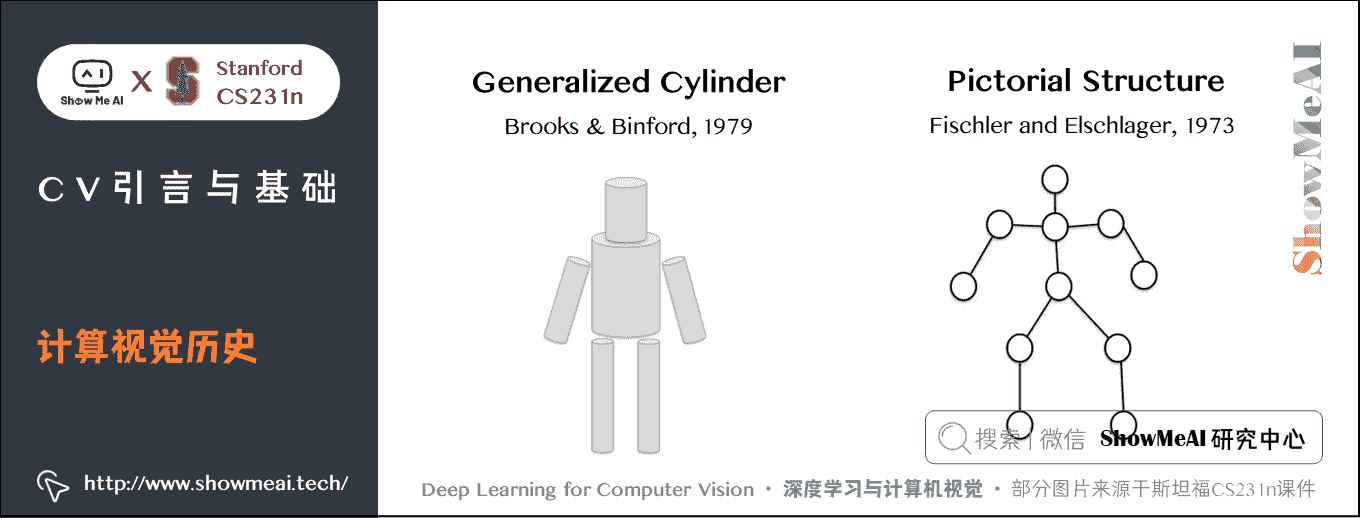 Show Me AI
X
Stanford
CS231n
CV引言与基础
计算视觉历史
http://www.showmeai.tech/
Generalized Cylinder
Brooks & Binford, 1979
Pictorial Structure
Fischler and Elschlager, 1973
ShowMeAI
搜索 | 微信 ShowMeAI 研究中心
Deep Learning for Computer Vision · 深度学习与计算机视觉 · 部分图片来源于斯坦福CS231n课件